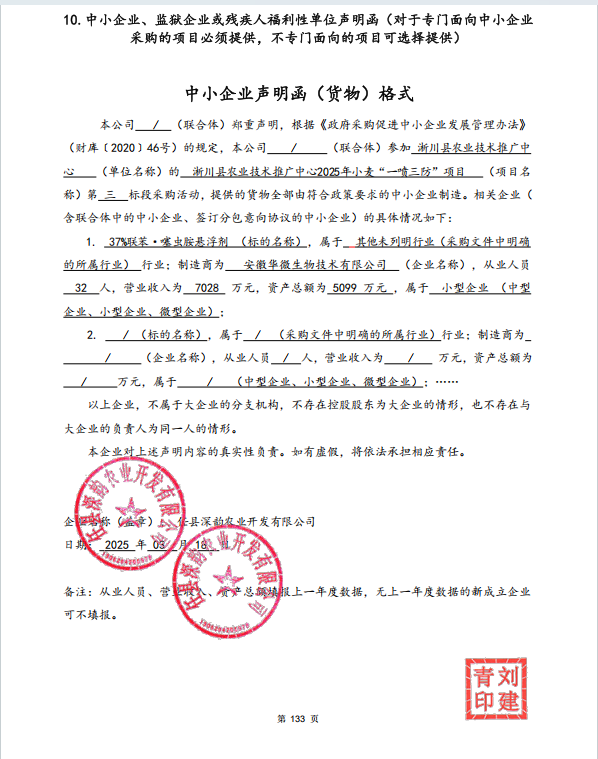 10. 中小企业、监狱企业或残疾人福利性单位声明函（对于专门面向中小企业
采购的项目必须提供，不专门面向的项目可选择提供）
中小企业声明函（货物）格式
本公司 / （联合体）郑重声明，根据《政府采购促进中小企业发展管理办法》
（财库〔2020〕46号）的规定，本公司 / （联合体）参加 淅川县农业技术推广中
心 （单位名称）的 淅川县农业技术推广中心2025年小麦“一喷三防”项目 （项目名
称）第 三 标段采购活动，提供的货物全部由符合政策要求的中小企业制造。相关企业（
含联合体中的中小企业、签订分包意向协议的中小企业）的具体情况如下：
1. 37%联苯·噻虫胺悬浮剂 （标的名称），属于 其他未列明行业（采购文件中明确
的所属行业） 行业；制造商为 安徽华微生物技术有限公司 （企业名称），从业人员
32 人，营业收入为 7028 万元，资产总额为 5099 万元 ，属于 小型企业 （中型
企业、小型企业、微型企业）；
2. / （标的名称），属于 / （采购文件中明确的所属行业）行业；制造商为
/ （企业名称），从业人员 / 人，营业收入为 / 万元，资产总额为
/ 万元，属于 / （中型企业、小型企业、微型企业）；……
以上企业，不属于大企业的分支机构，不存在控股股东为大企业的情形，也不存在与
大企业的负责人为同一人的情形。
本企业对上述声明内容的真实性负责。如有虚假，将依法承担相应责任。
企业名称（盖章）：任县深韵农业开发有限公司
日期：2025 年 03 月 18 日
备注：从业人员、营业收入、资产总额填报上一年度数据，无上一年度数据的新成立企业
可不填报。
任县深韵农业开发有限公司
任县深韵农业开发有限公司
刘建
青印
第 133 页